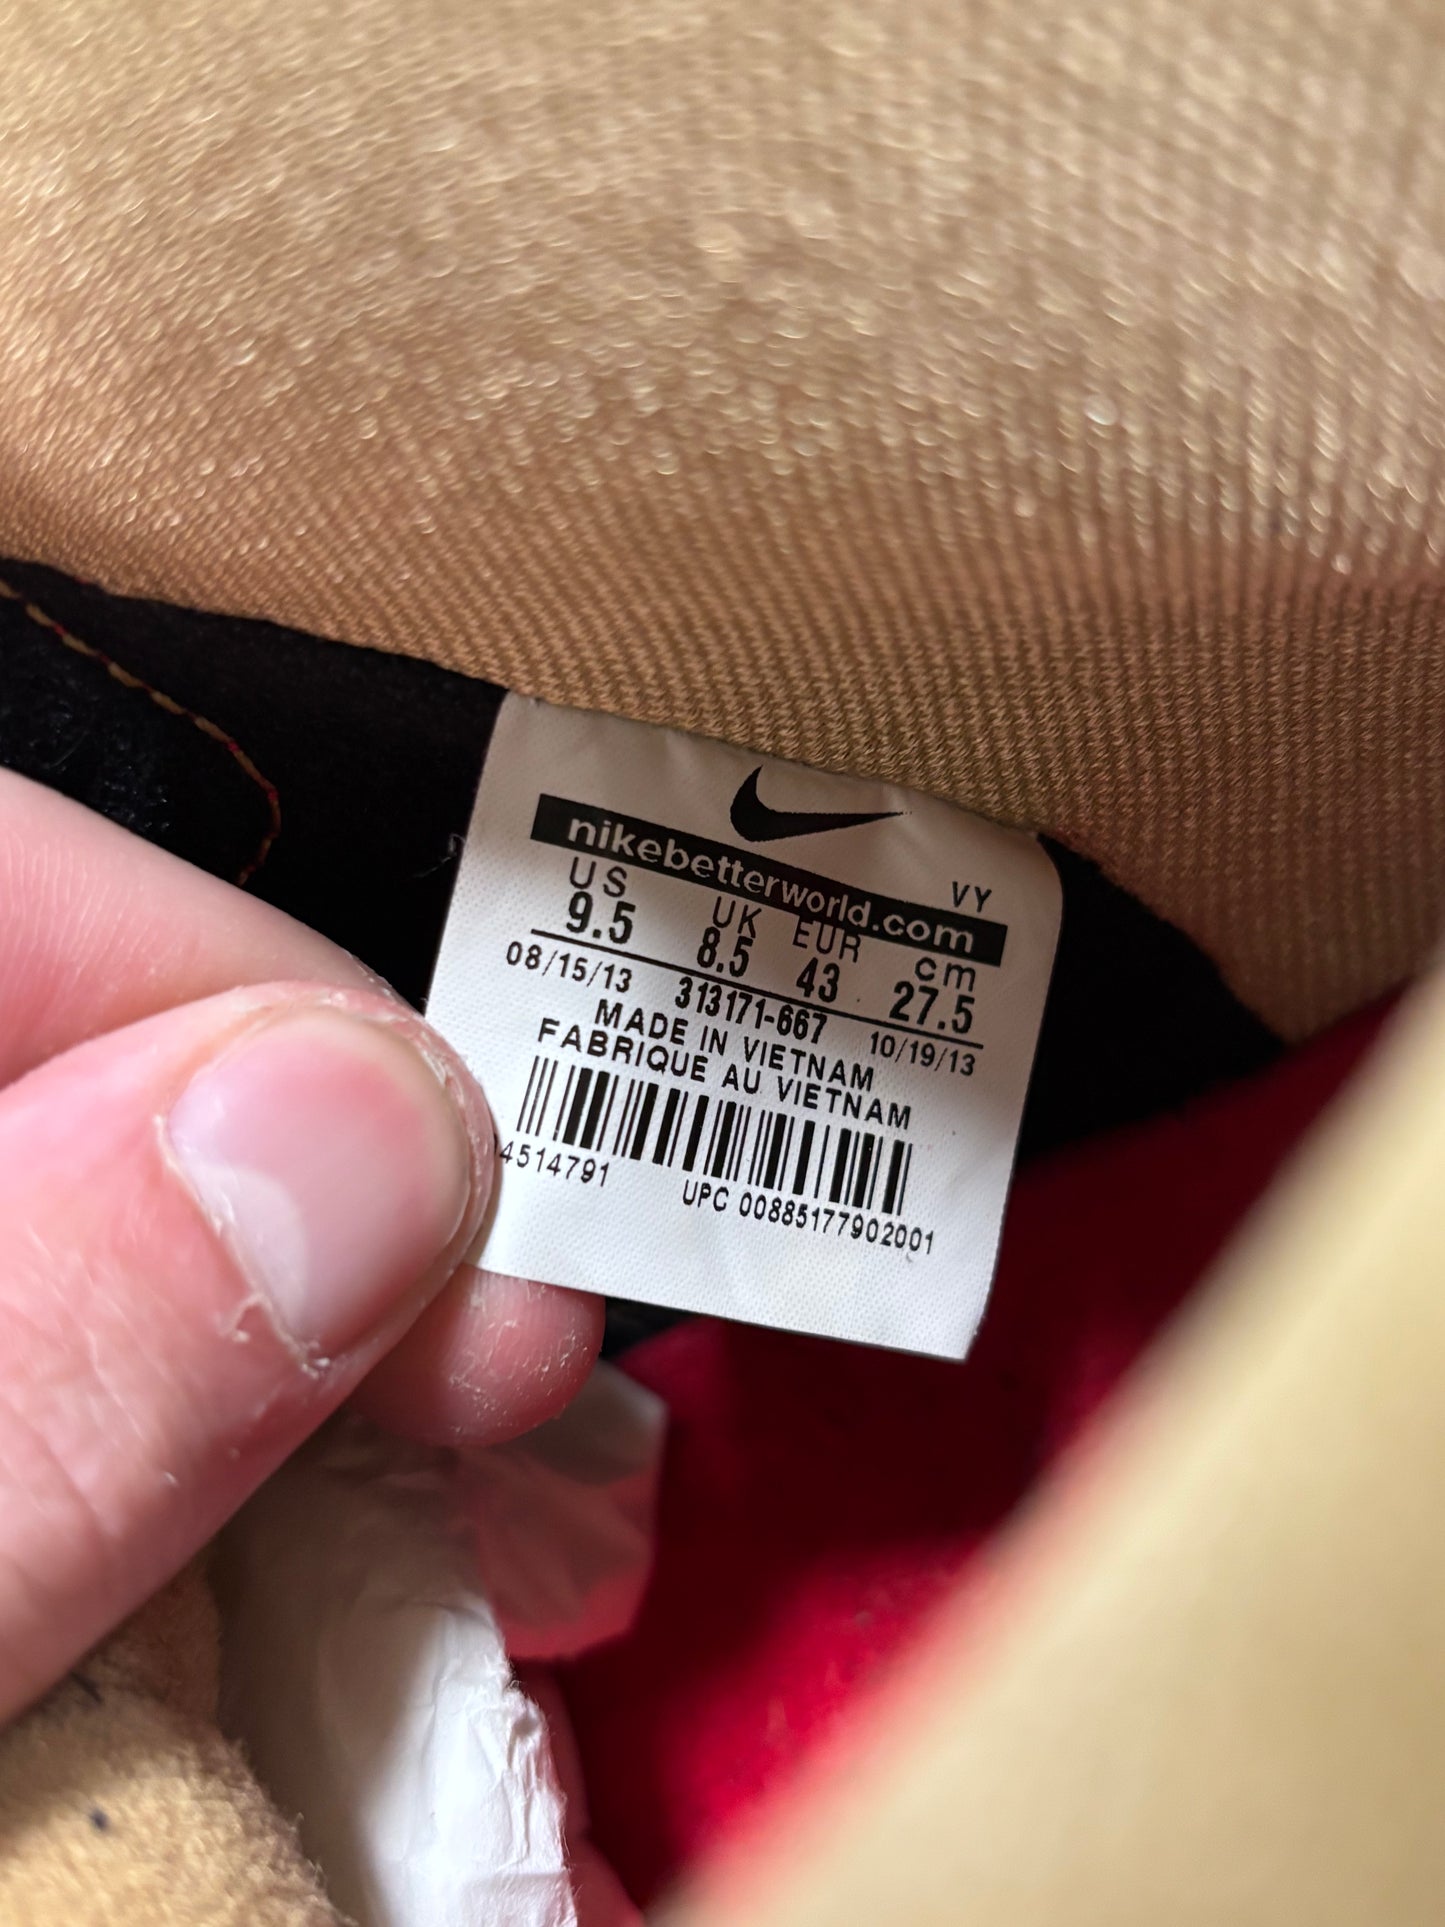 nikebetterworld.com
VY
US UK EUR cm
9.5 8.5 43 27.5
08/15/13 313171-667 10/19/13
MADE IN VIETNAM
FABRIQUE AU VIETNAM
4514791 UPC 00885177902001